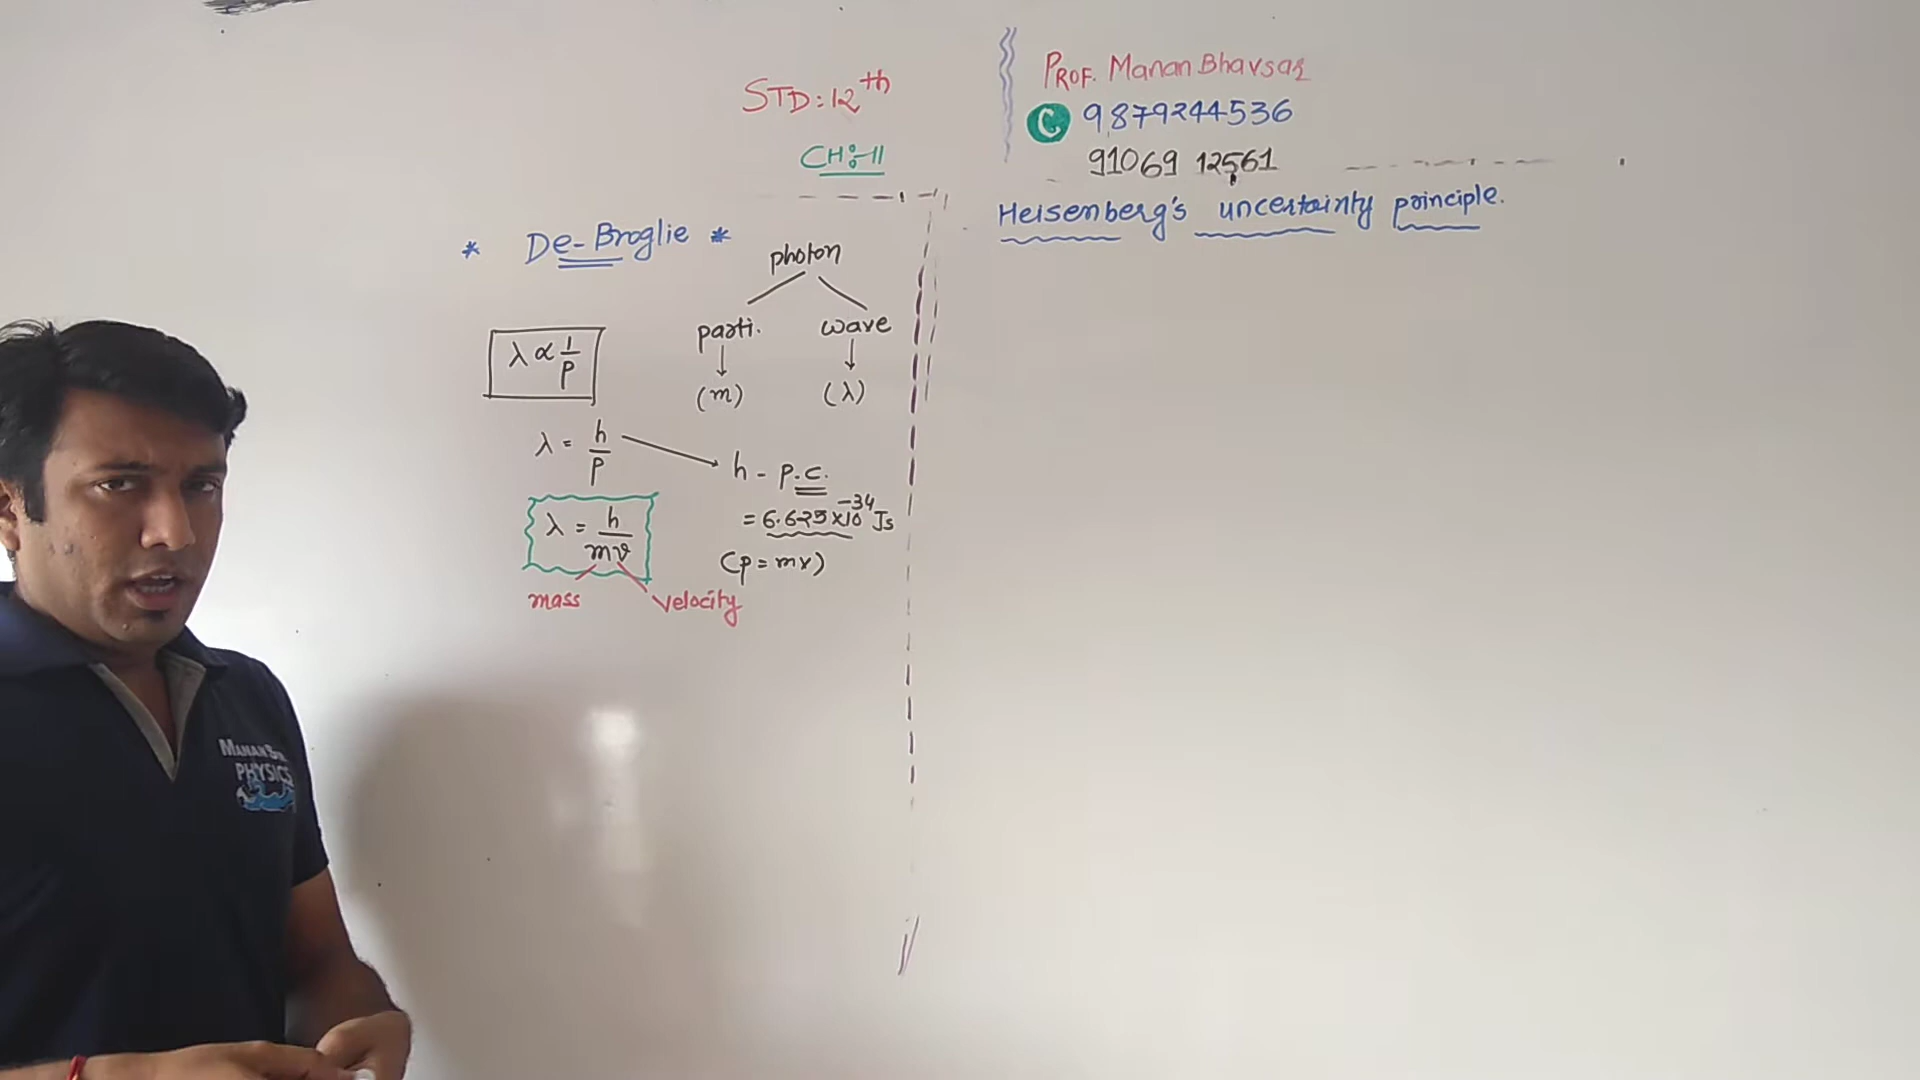 STD: 12th
CH:-11
PROF. Manan Bhavsar
9879244536
91069 12561
* De-Broglie *
photon
parti. wave
(m) (λ)
λ ∝ 1/P
λ = h/P
h - p.c.
= 6.625×10^-34 Js
(p = mv)
λ = h/mv
mass velocity
Heisenberg's uncertainty principle.
MANAN
PHYSICS